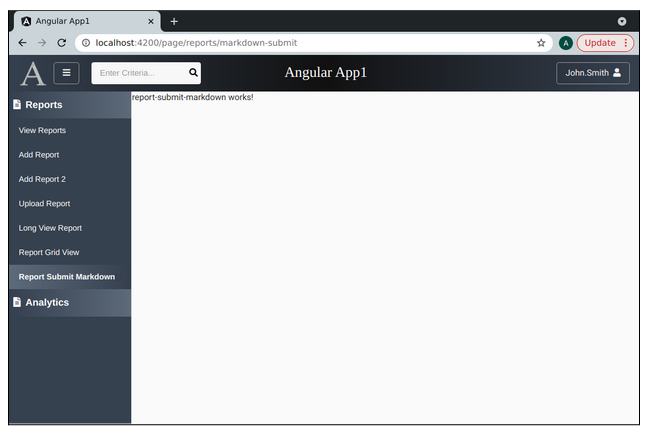 Angular App1
localhost:4200/page/reports/markdown-submit
A
Update
A
Enter Criteria...
Angular App1
John.Smith
Reports
report-submit-markdown works!
View Reports
Add Report
Add Report 2
Upload Report
Long View Report
Report Grid View
Report Submit Markdown
Analytics